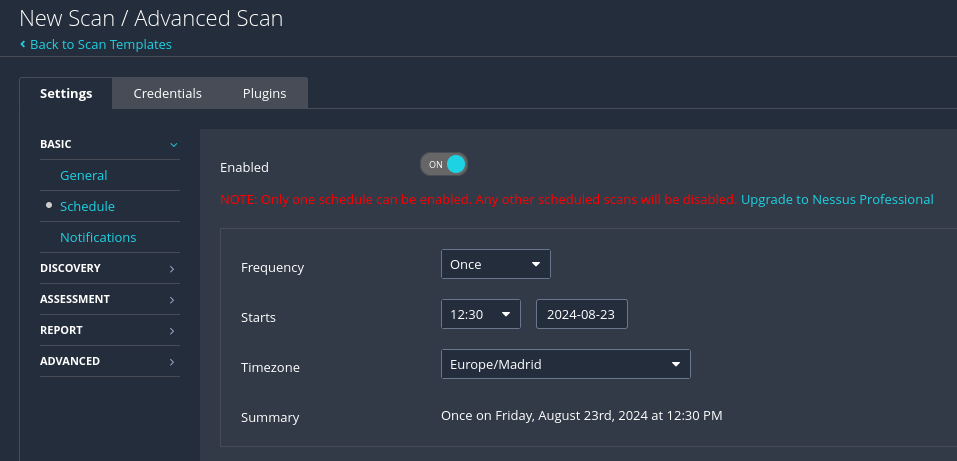 New Scan / Advanced Scan
Back to Scan Templates
Settings Credentials Plugins
BASIC
General
Schedule
Notifications
DISCOVERY
ASSESSMENT
REPORT
ADVANCED
Enabled ON
NOTE: Only one schedule can be enabled. Any other scheduled scans will be disabled. Upgrade to Nessus Professional
Frequency Once
Starts 12:30 2024-08-23
Timezone Europe/Madrid
Summary Once on Friday, August 23rd, 2024 at 12:30 PM